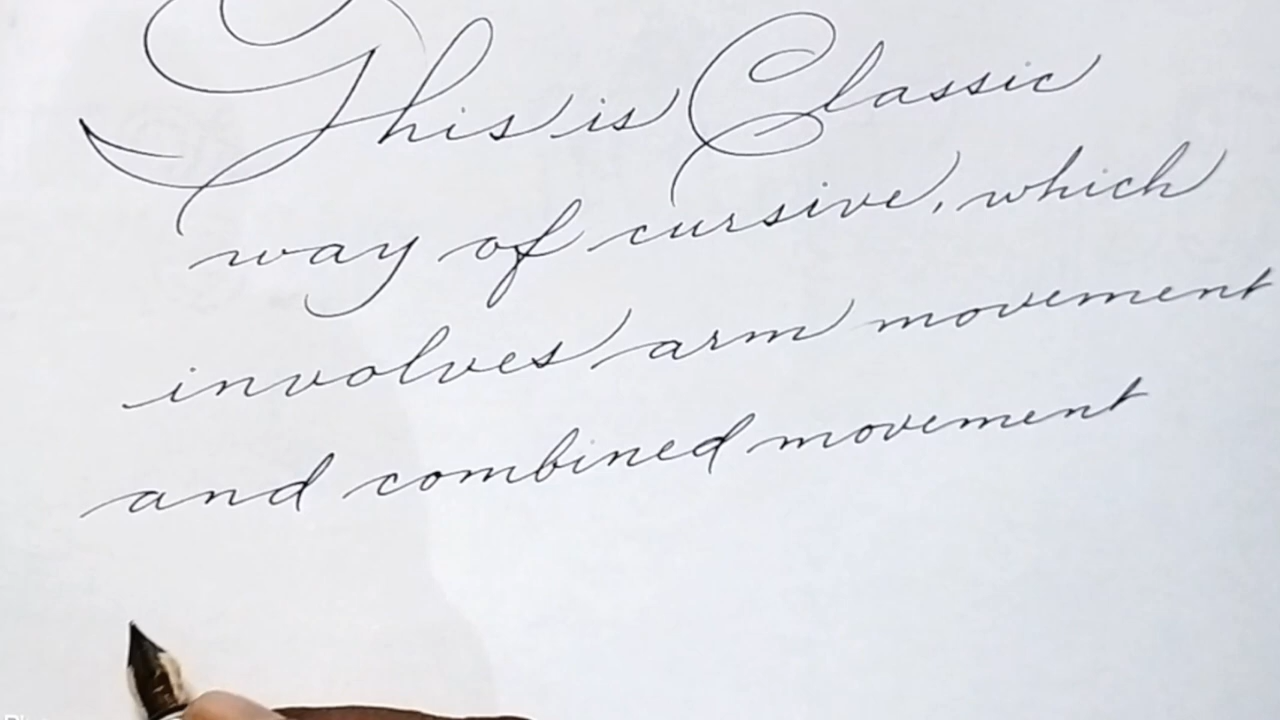 This is Classic
way of cursive, which
involves arm movement
and combined movement